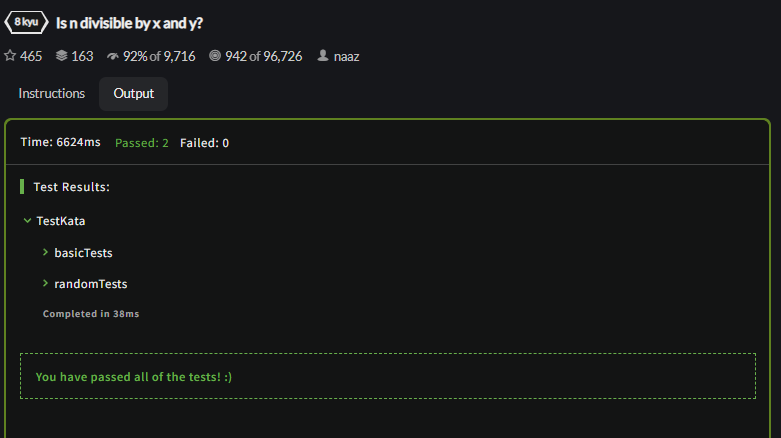 8 kyu Is n divisible by x and y?
465 163 92% of 9,716 942 of 96,726 naaz
Instructions Output
Time: 6624ms Passed: 2 Failed: 0
Test Results:
TestKata
basicTests
randomTests
Completed in 38ms
You have passed all of the tests! :)